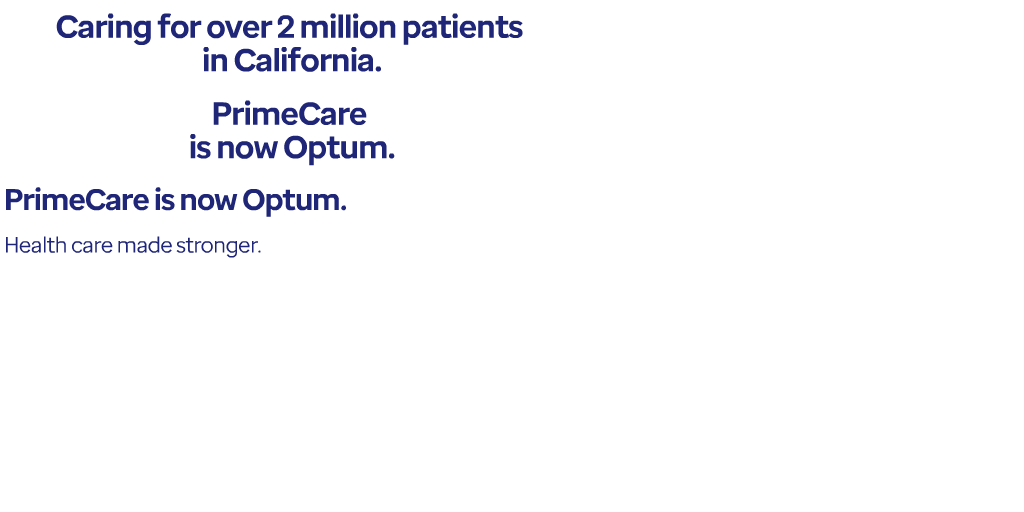 Caring for over 2 million patients
in California.
PrimeCare
is now Optum.
PrimeCare is now Optum.
Health care made stronger.